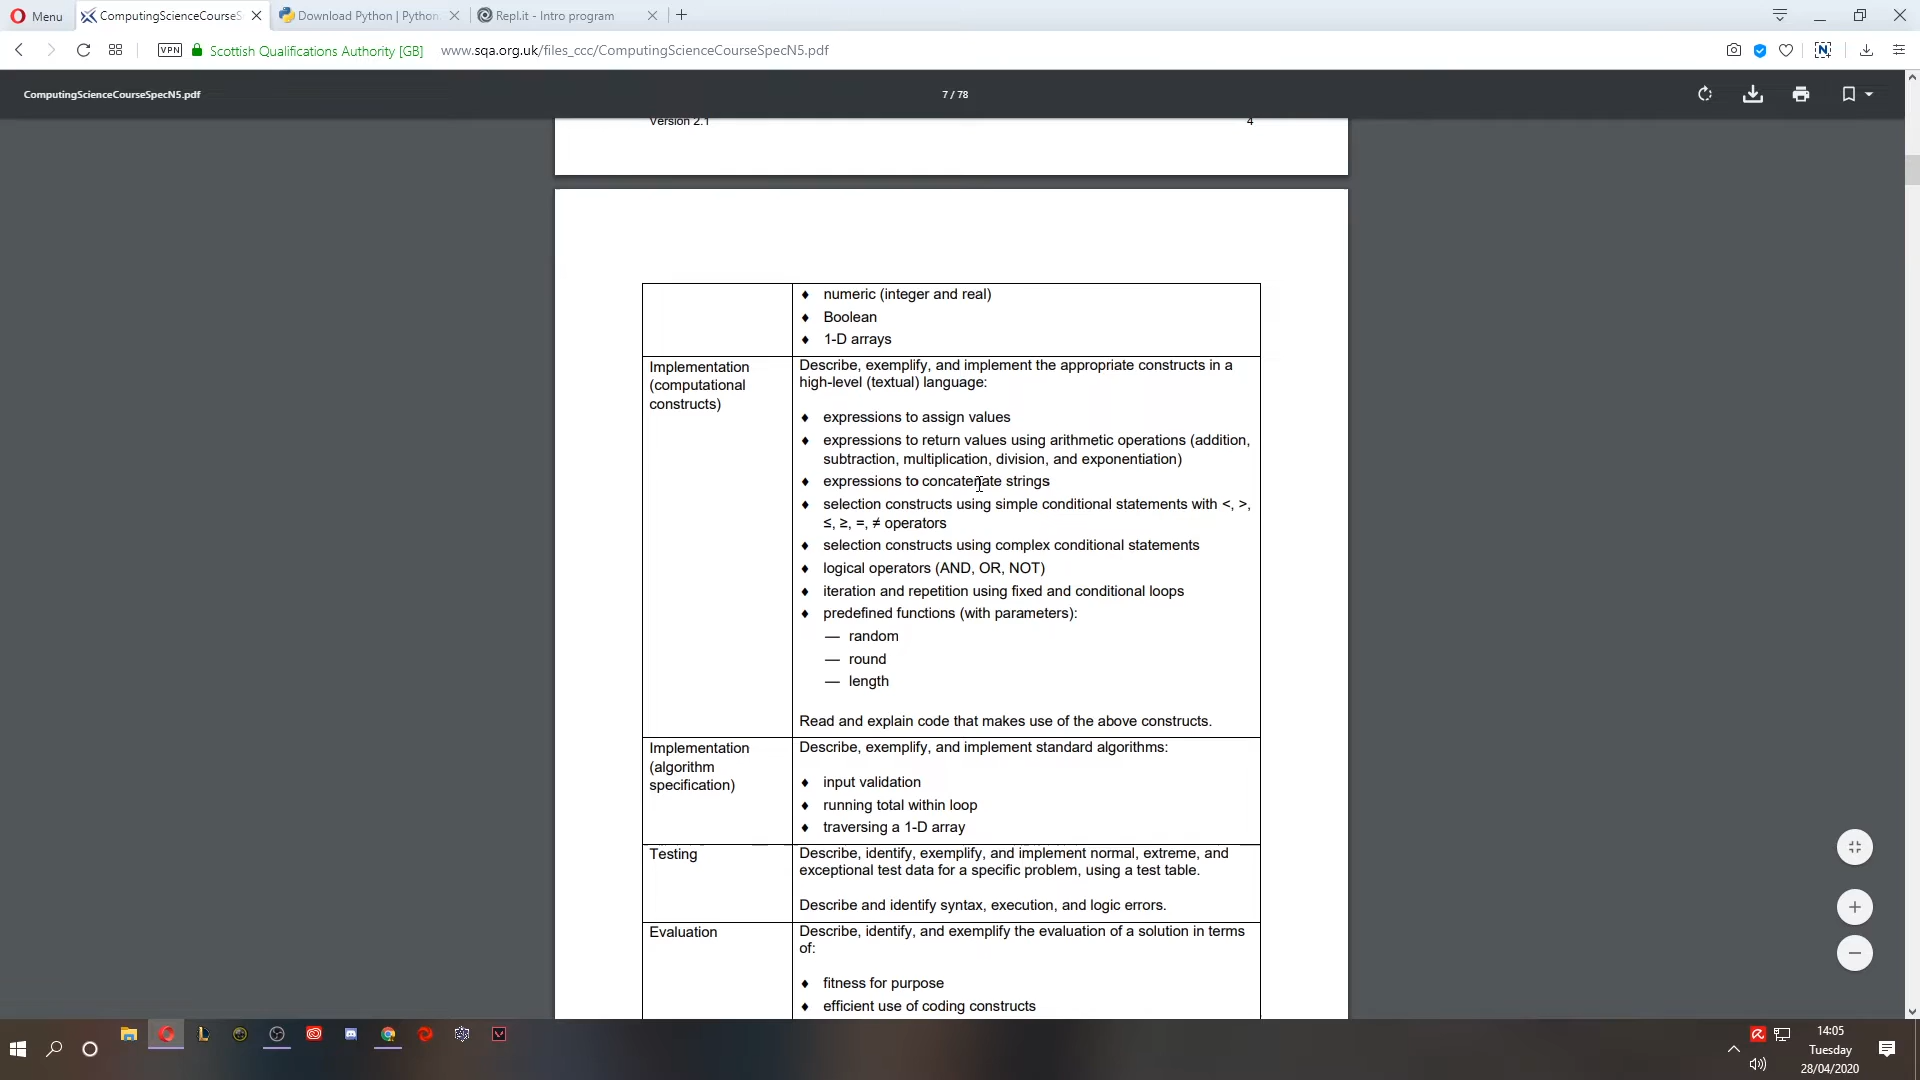 Menu
ComputingScienceCourseS
Download Python | Python
Repl.it - Intro program
VPN
Scottish Qualifications Authority [GB]
www.sqa.org.uk/files_ccc/ComputingScienceCourseSpecN5.pdf
ComputingScienceCourseSpecN5.pdf
7 / 78
Version 2.1
4
♦ numeric (integer and real)
♦ Boolean
♦ 1-D arrays
Implementation
(computational
constructs)
Describe, exemplify, and implement the appropriate constructs in a
high-level (textual) language:
♦ expressions to assign values
♦ expressions to return values using arithmetic operations (addition,
subtraction, multiplication, division, and exponentiation)
♦ expressions to concatenate strings
♦ selection constructs using simple conditional statements with <, >,
≤, ≥, =, ≠ operators
♦ selection constructs using complex conditional statements
♦ logical operators (AND, OR, NOT)
♦ iteration and repetition using fixed and conditional loops
♦ predefined functions (with parameters):
— random
— round
— length
Read and explain code that makes use of the above constructs.
Implementation
(algorithm
specification)
Describe, exemplify, and implement standard algorithms:
♦ input validation
♦ running total within loop
♦ traversing a 1-D array
Testing
Describe, identify, exemplify, and implement normal, extreme, and
exceptional test data for a specific problem, using a test table.
Describe and identify syntax, execution, and logic errors.
Evaluation
Describe, identify, and exemplify the evaluation of a solution in terms
of:
♦ fitness for purpose
♦ efficient use of coding constructs
14:05
Tuesday
28/04/2020